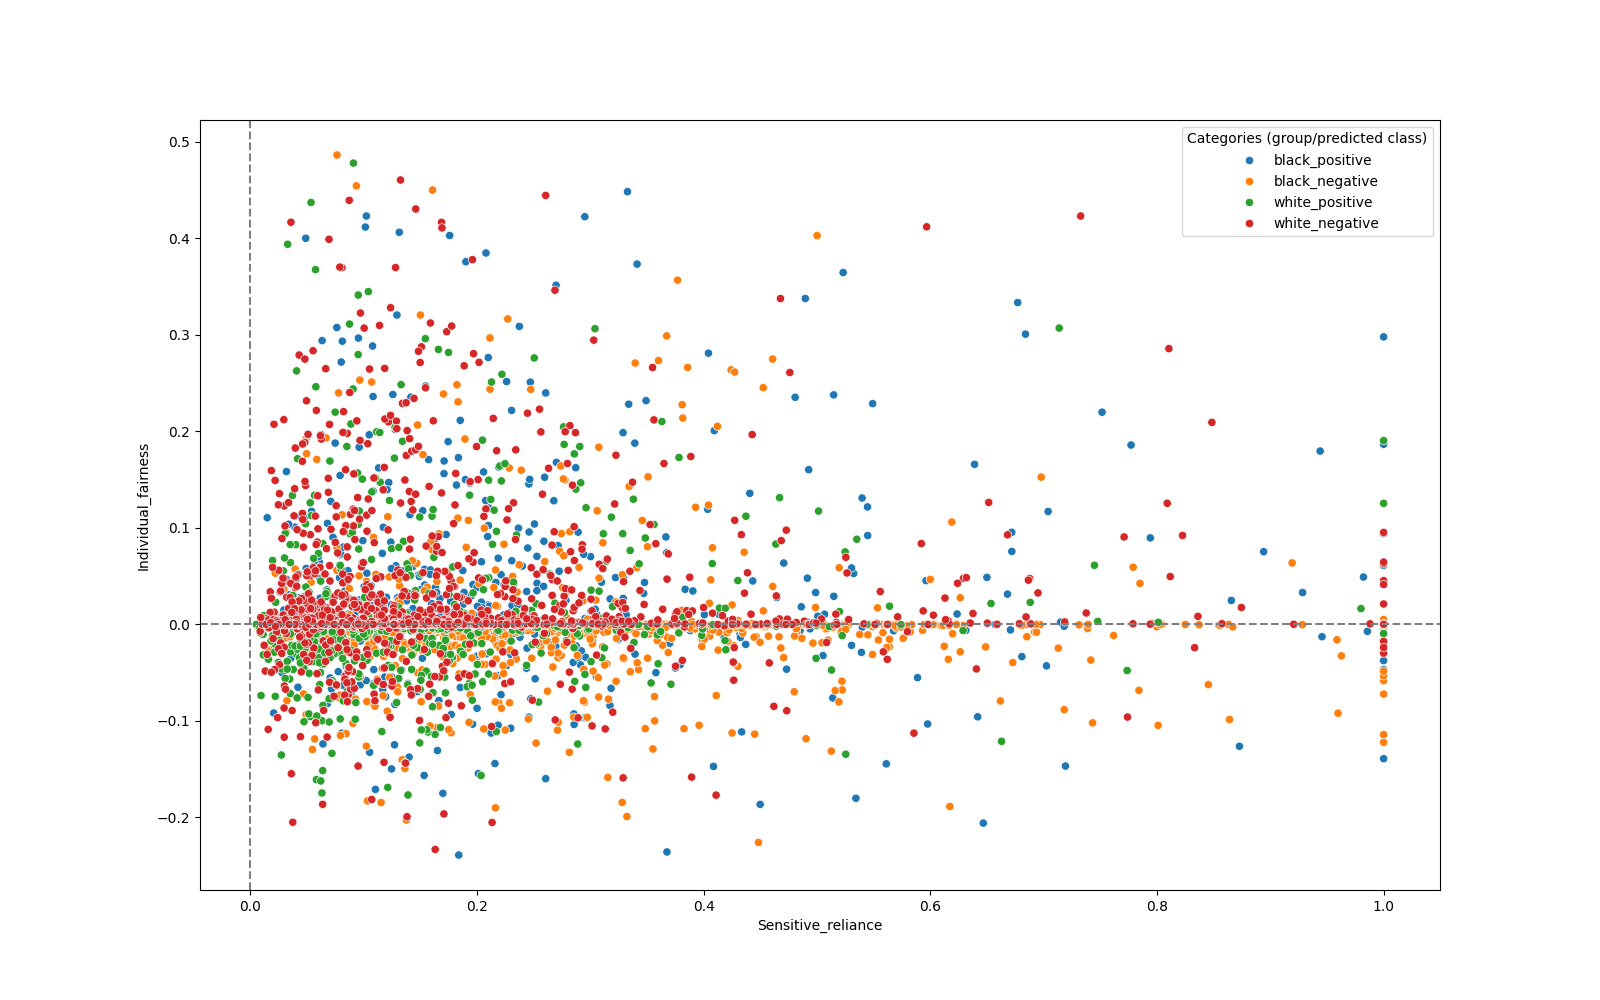 Categories (group/predicted class)
black_positive
black_negative
white_positive
white_negative
0.5
0.4
0.3
0.2
0.1
0.0
−0.1
−0.2
Individual_fairness
0.0
0.2
0.4
0.6
0.8
1.0
Sensitive_reliance